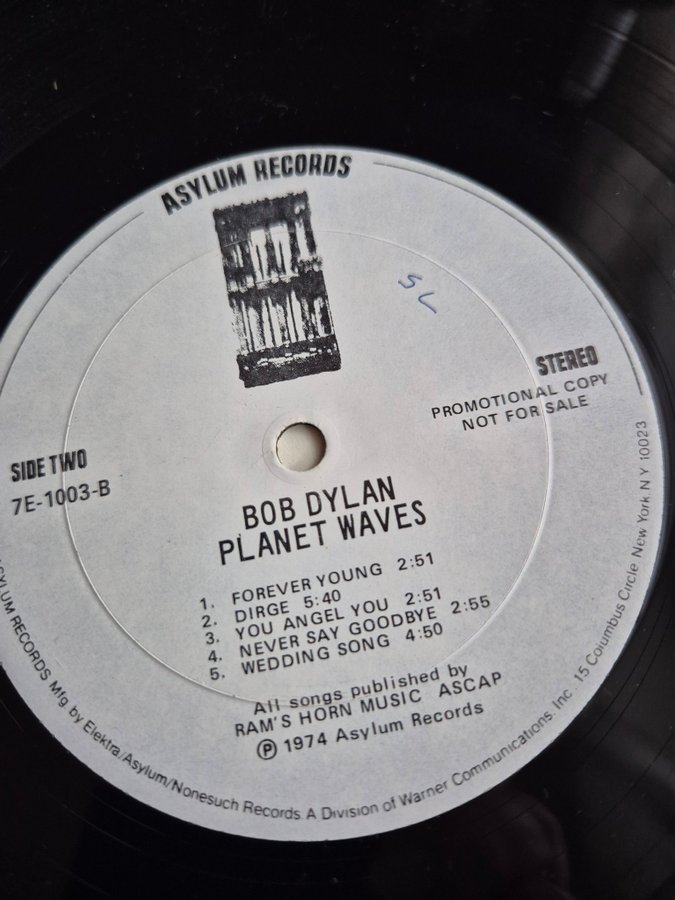 ASYLUM RECORDS
SL
STEREO
PROMOTIONAL COPY
NOT FOR SALE
SIDE TWO
7E-1003-B
BOB DYLAN
PLANET WAVES
1. FOREVER YOUNG 2:51
2. DIRGE 5:40
3. YOU ANGEL YOU 2:51
4. NEVER SAY GOODBYE 2:55
5. WEDDING SONG 4:50
All songs published by
RAM'S HORN MUSIC ASCAP
Ⓟ 1974 Asylum Records
ASYLUM RECORDS Mfg. by Elektra/Asylum/Nonesuch Records A Division of Warner Communications, Inc. 15 Columbus Circle New York N Y 10023